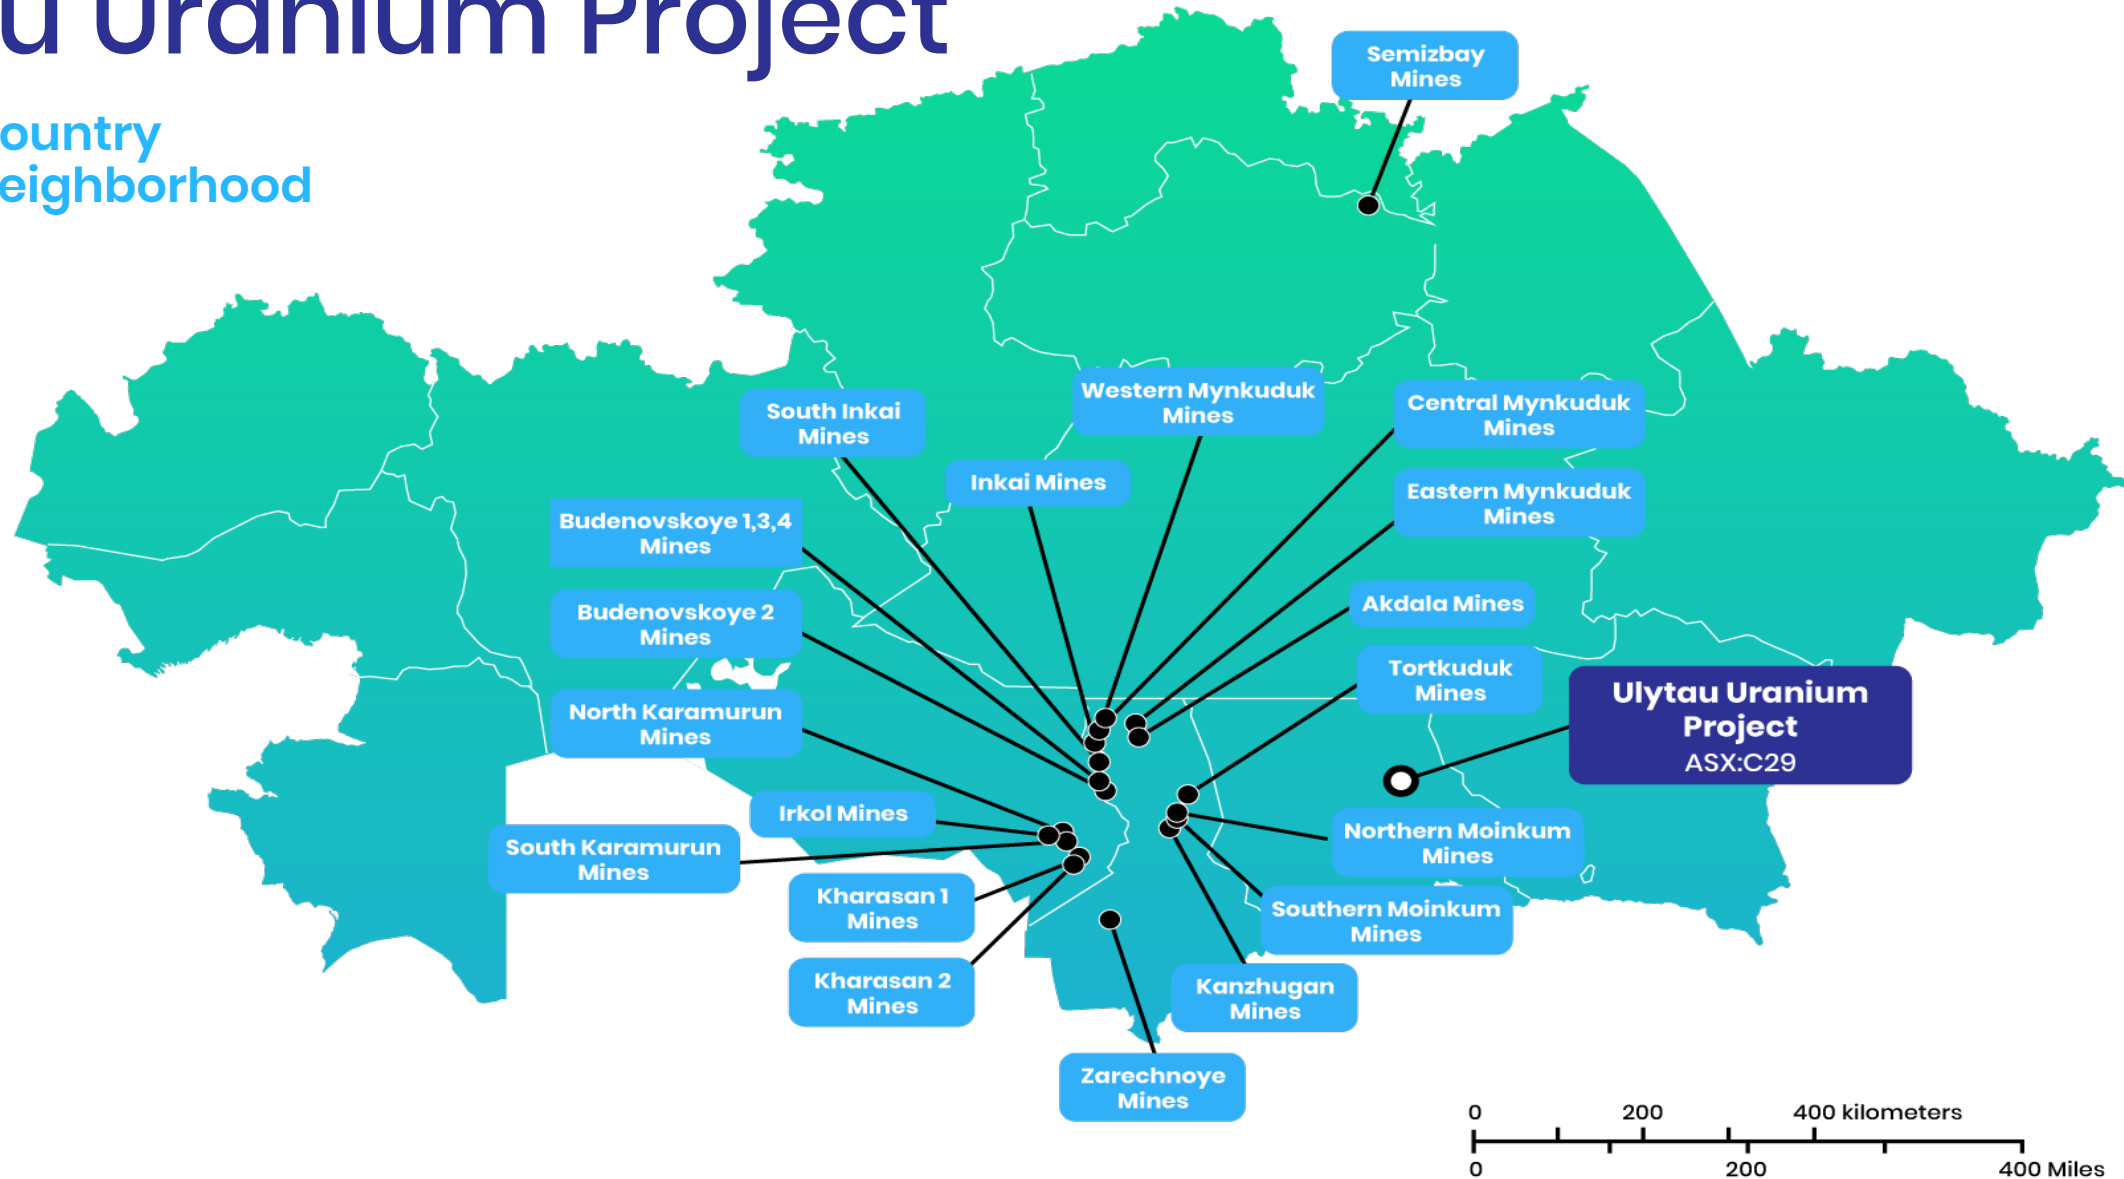 u Uranium Project
ountry
eighborhood
Semizbay
Mines
Western Mynkuduk
Mines
Central Mynkuduk
Mines
South Inkai
Mines
Inkai Mines
Eastern Mynkuduk
Mines
Budenovskoye 1,3,4
Mines
Budenovskoye 2
Mines
Akdala Mines
Tortkuduk
Mines
Ulytau Uranium
Project
ASX:C29
North Karamurun
Mines
Irkol Mines
South Karamurun
Mines
Northern Moinkum
Mines
Kharasan 1
Mines
Southern Moinkum
Mines
Kharasan 2
Mines
Kanzhugan
Mines
Zarechnoye
Mines
0 200 400 kilometers
0 200 400 Miles